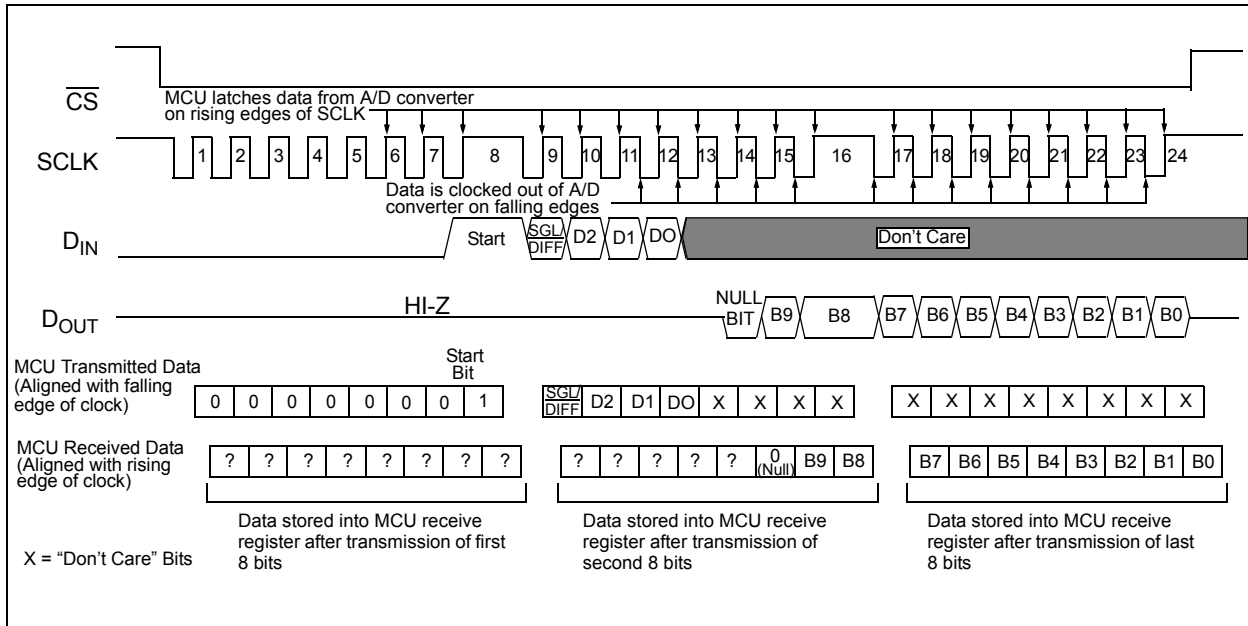 CS
MCU latches data from A/D converter
on rising edges of SCLK
SCLK
1 2 3 4 5 6 7 8 9 10 11 12 13 14 15 16 17 18 19 20 21 22 23 24
Data is clocked out of A/D
converter on falling edges
DIN
Start
SGL/
DIFF
D2 D1 DO
Don't Care
HI-Z
DOUT
NULL
BIT
B9 B8 B7 B6 B5 B4 B3 B2 B1 B0
MCU Transmitted Data
(Aligned with falling
edge of clock)
Start
Bit
0 0 0 0 0 0 0 1
SGL/
DIFF
D2 D1 DO X X X X
X X X X X X X X
MCU Received Data
(Aligned with rising
edge of clock)
? ? ? ? ? ? ? ?
? ? ? ? ? 0 B9 B8
(Null)
B7 B6 B5 B4 B3 B2 B1 B0
Data stored into MCU receive
register after transmission of first
8 bits
Data stored into MCU receive
register after transmission of
second 8 bits
Data stored into MCU receive
register after transmission of last
8 bits
X = “Don’t Care” Bits